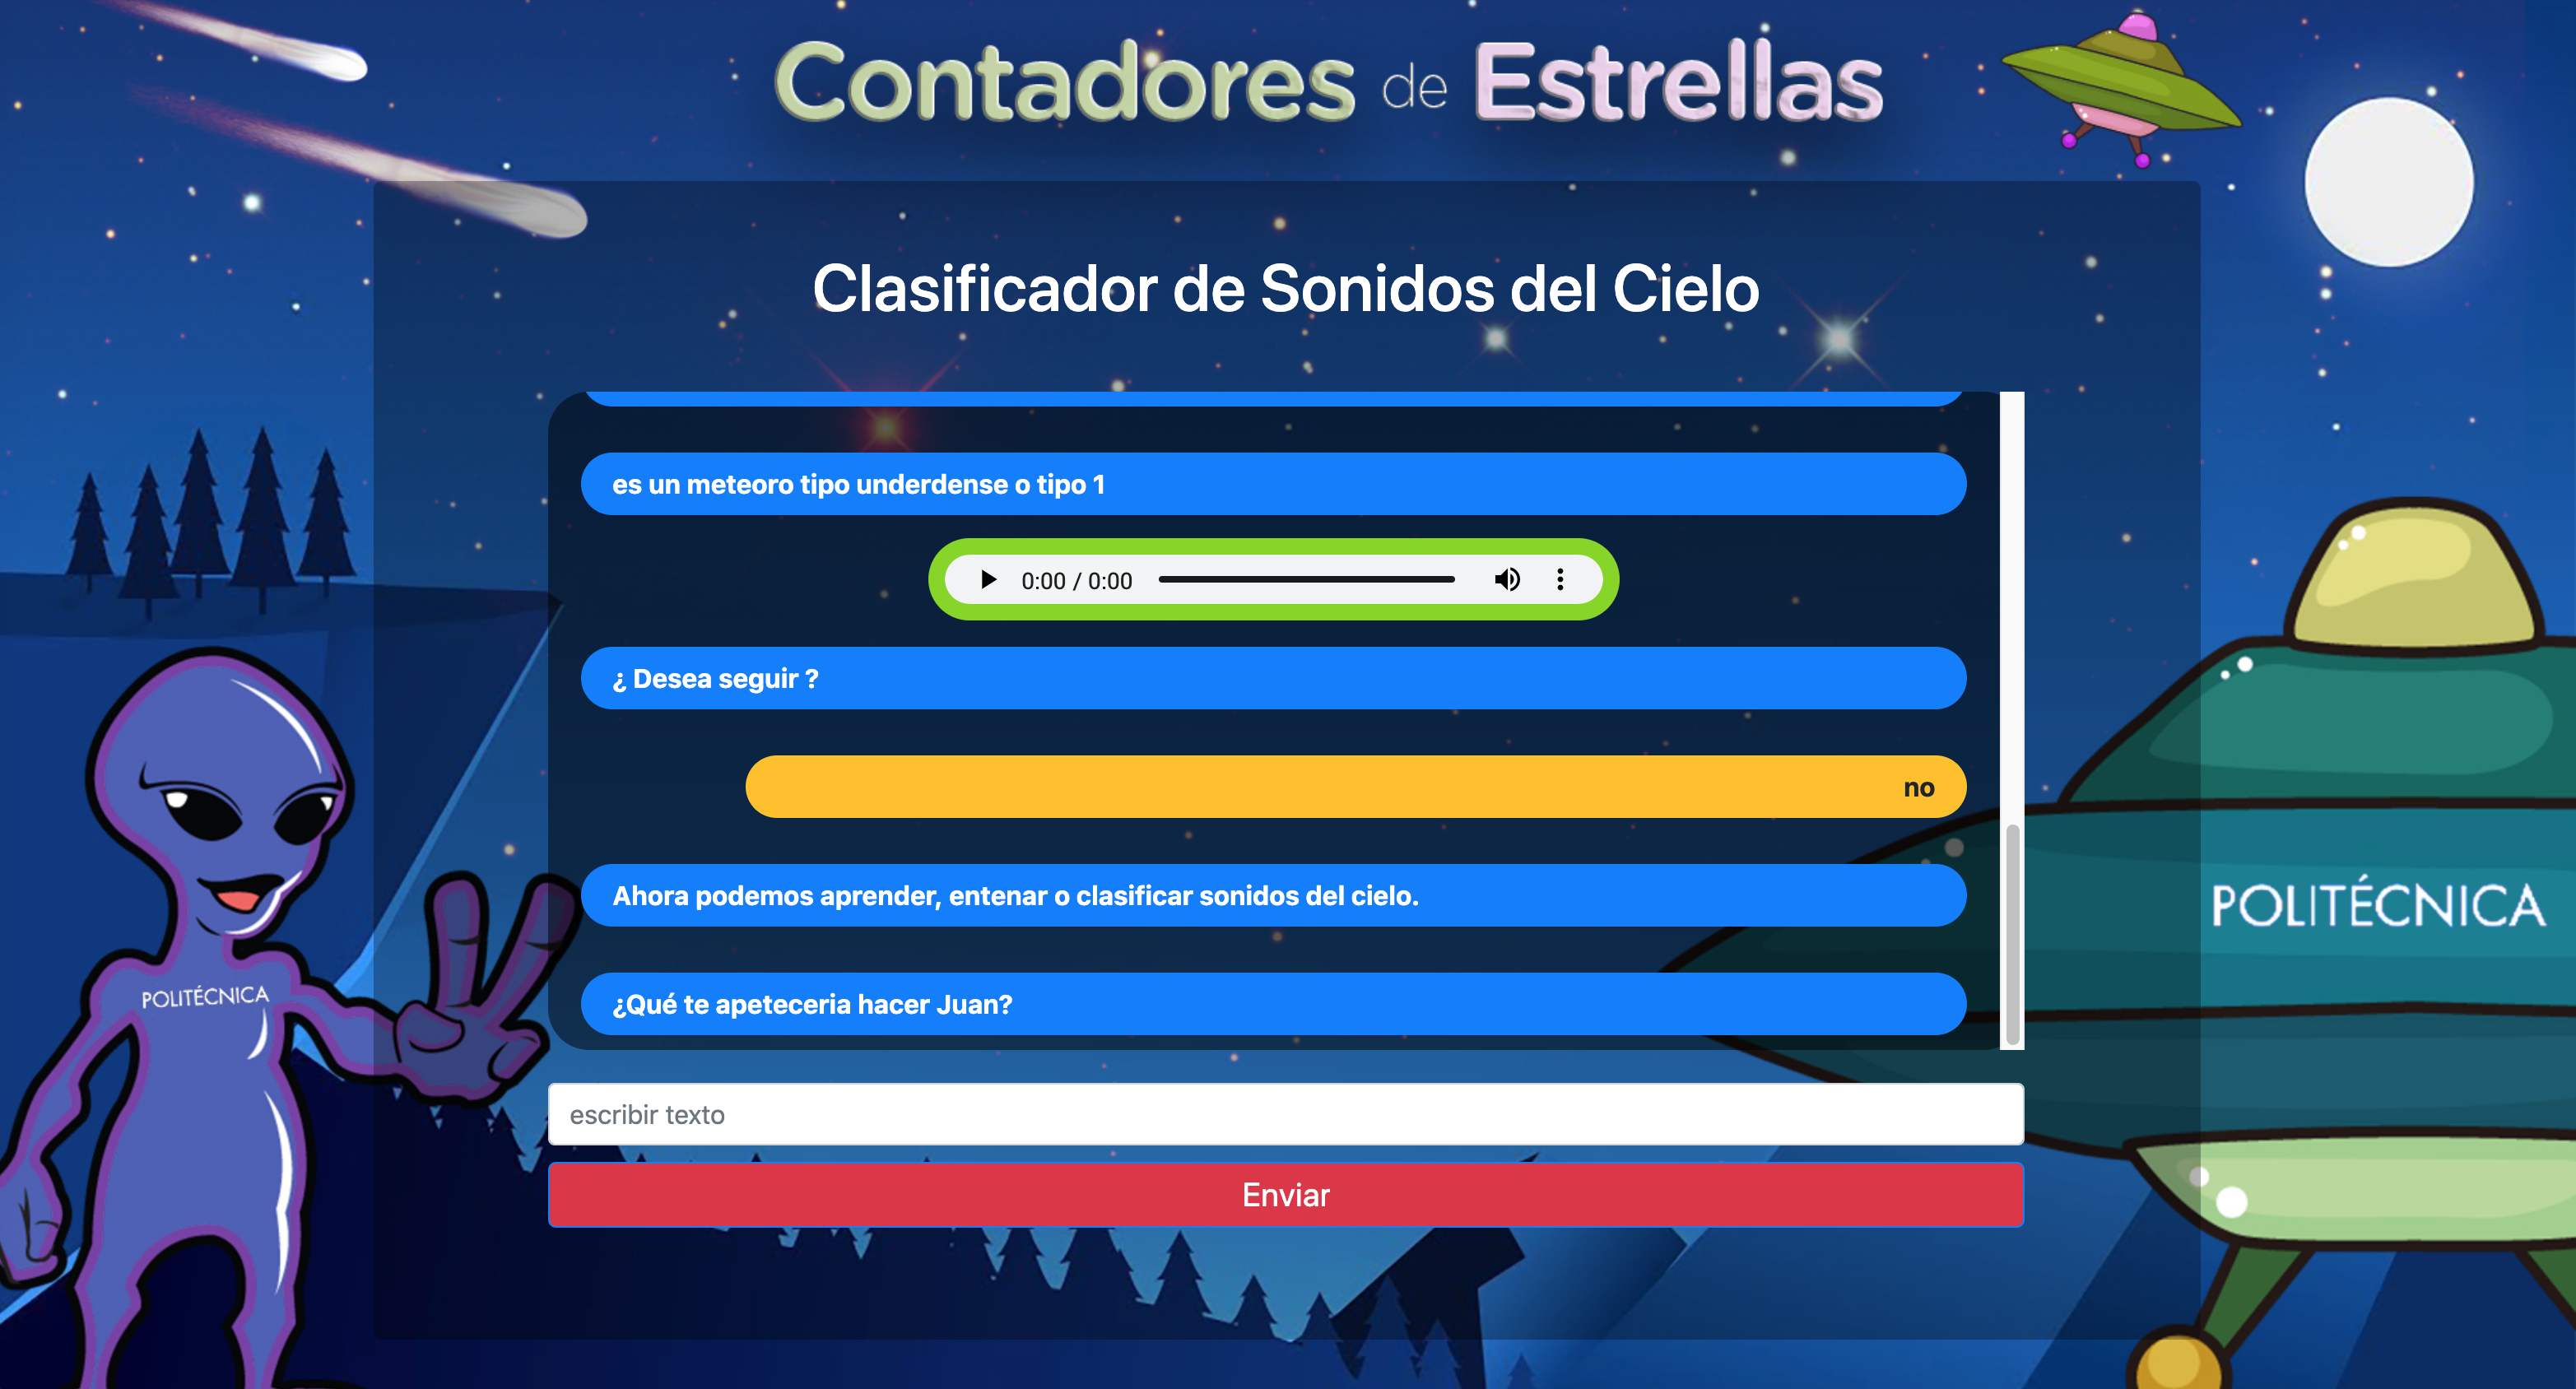 Contadores de Estrellas
Clasificador de Sonidos del Cielo
es un meteoro tipo underdense o tipo 1
0:00 / 0:00
¿ Desea seguir ?
no
Ahora podemos aprender, entenar o clasificar sonidos del cielo.
¿Qué te apeteceria hacer Juan?
escribir texto
Enviar
POLITÉCNICA
POLITÉCNICA